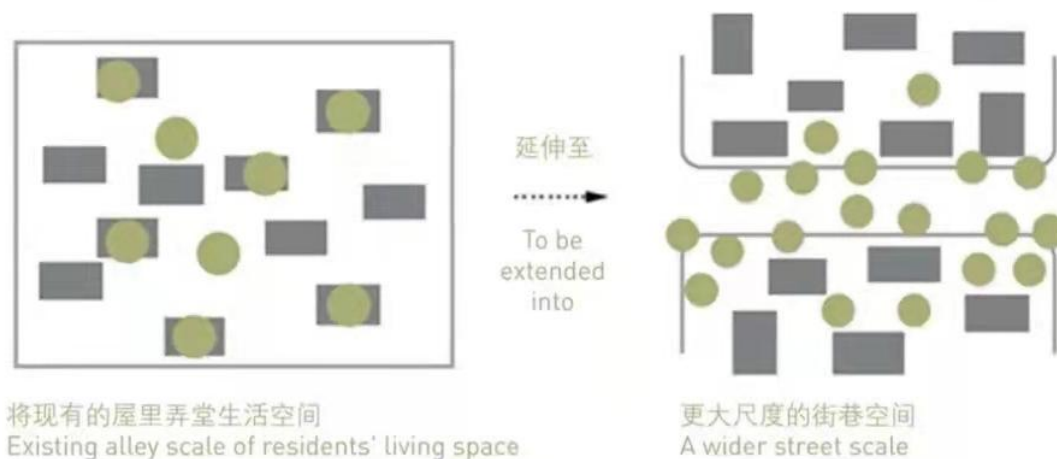 延伸至
To be
extended
into
将现有的屋里弄堂生活空间
Existing alley scale of residents' living space
更大尺度的街巷空间
A wider street scale